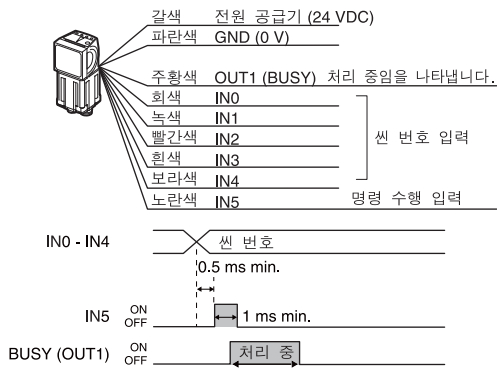 갈색 전원 공급기 (24 VDC)
파란색 GND (0 V)
주황색 OUT1 (BUSY) 처리 중임을 나타냅니다.
회색 IN0
녹색 IN1
빨간색 IN2
씬 번호 입력
흰색 IN3
보라색 IN4
노란색 IN5 명령 수행 입력
IN0 - IN4 씬 번호
0.5 ms min.
IN5 ON OFF 1 ms min.
BUSY (OUT1) ON OFF 처리 중